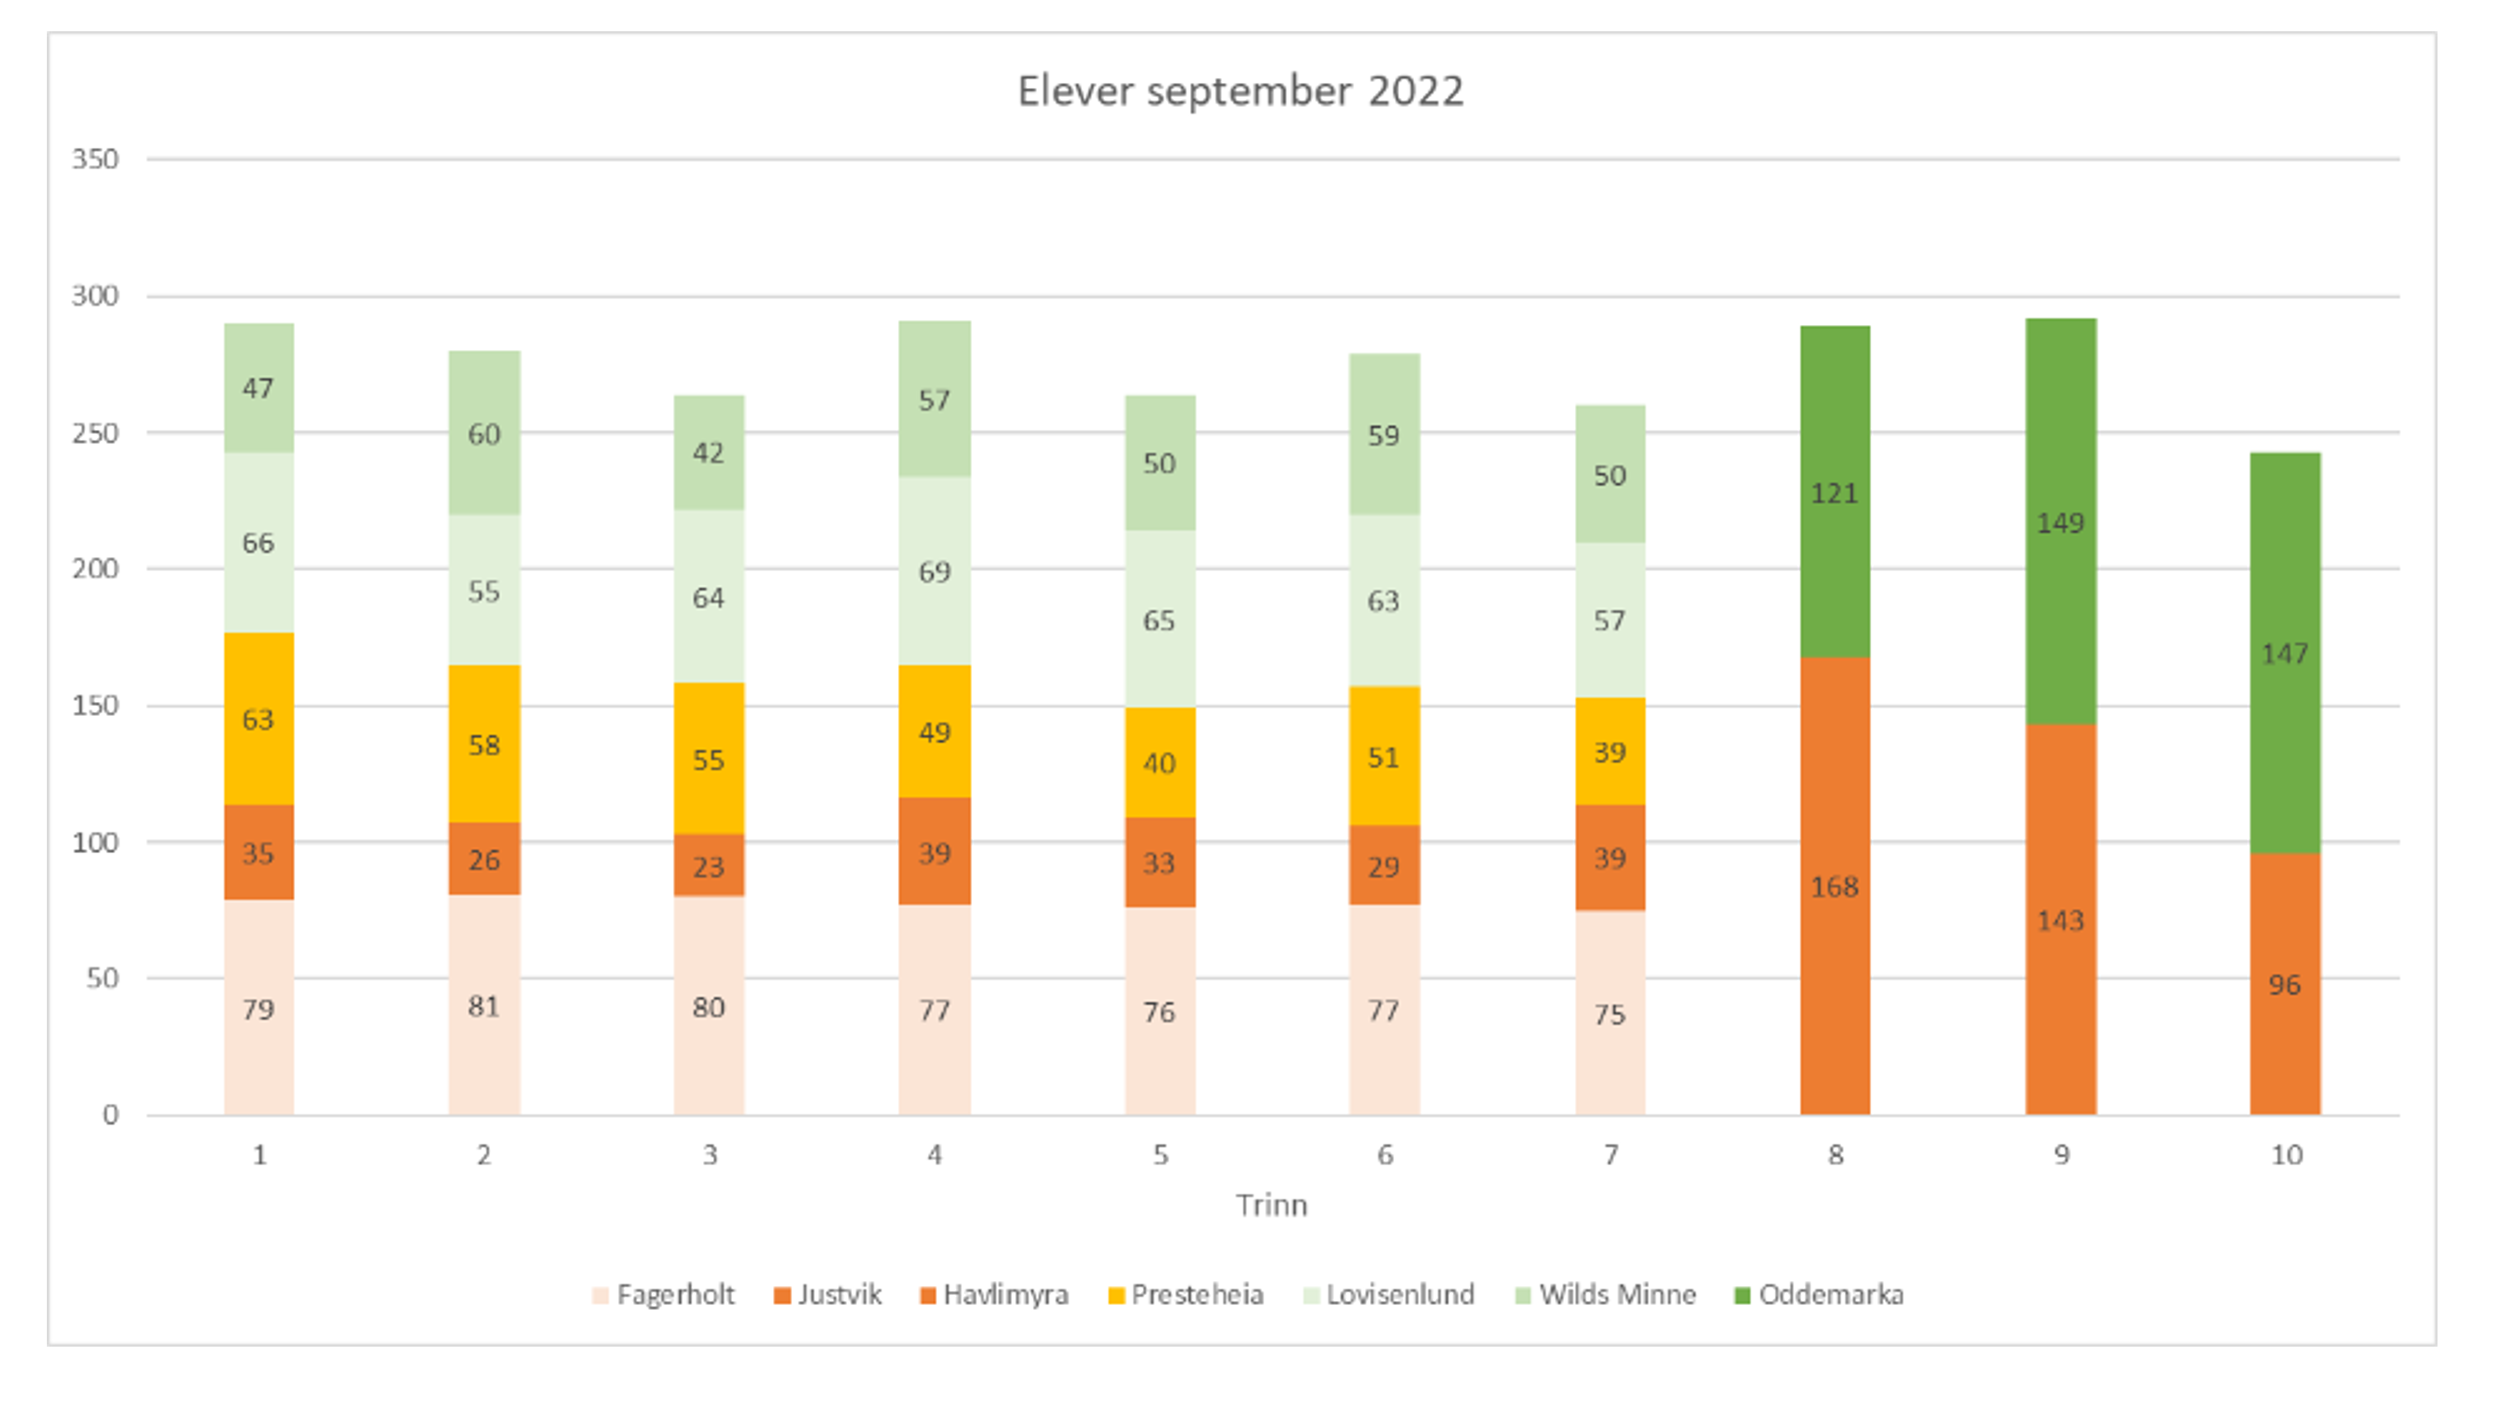 Elever september 2022
350
300
250
200
150
100
50
0
47 60 42 57 50 59 50 121 149 147
66 55 64 69 65 63 57
63 58 55 49 40 51 39
35 26 23 39 33 29 39 168 143 96
79 81 80 77 76 77 75
1 2 3 4 5 6 7 8 9 10
Trinn
Fagerholt Justvik Havlimyra Presteheia Lovisenlund Wilds Minne Oddemarka